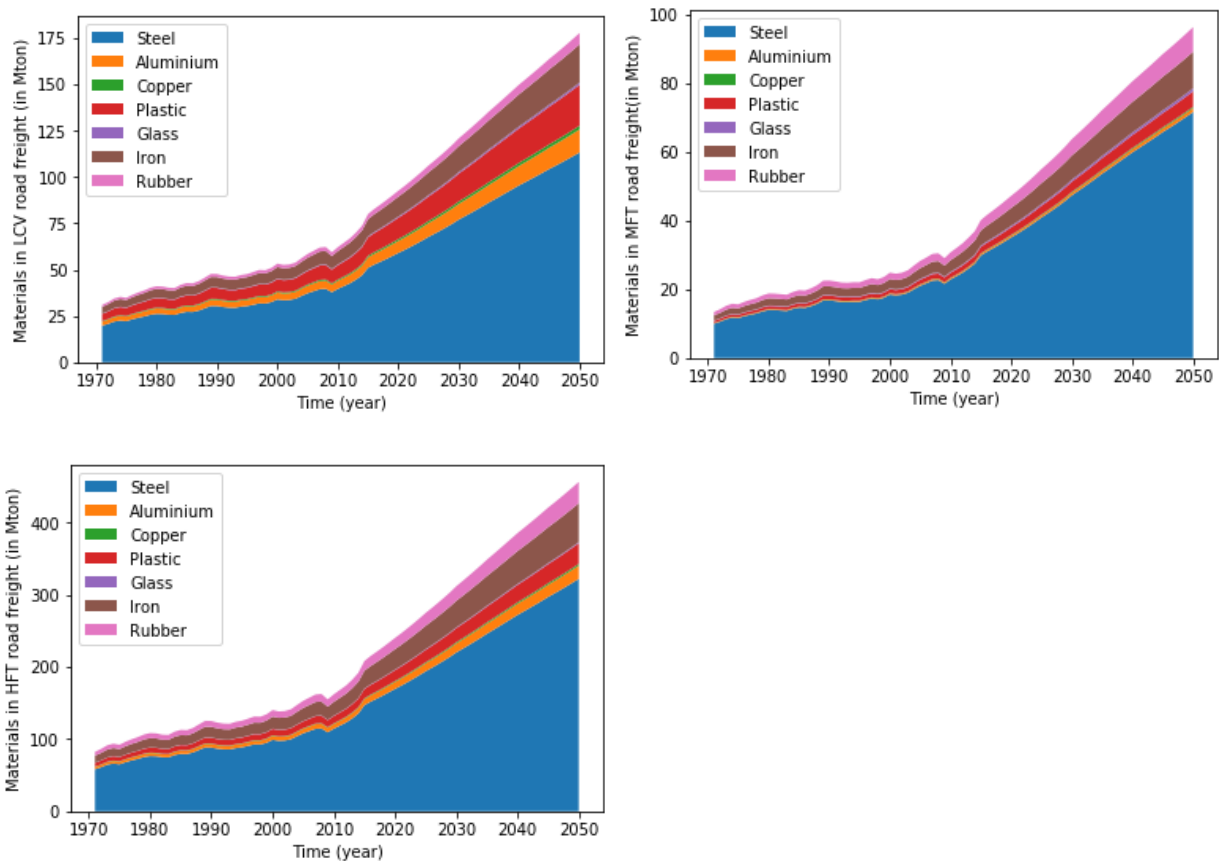 Materials in LCV road freight (in Mton)
175
150
125
100
75
50
25
0
Steel
Aluminium
Copper
Plastic
Glass
Iron
Rubber
1970 1980 1990 2000 2010 2020 2030 2040 2050
Time (year)
Materials in MFT road freight(in Mton)
100
80
60
40
20
0
Steel
Aluminium
Copper
Plastic
Glass
Iron
Rubber
1970 1980 1990 2000 2010 2020 2030 2040 2050
Time (year)
Materials in HFT road freight (in Mton)
400
300
200
100
0
Steel
Aluminium
Copper
Plastic
Glass
Iron
Rubber
1970 1980 1990 2000 2010 2020 2030 2040 2050
Time (year)